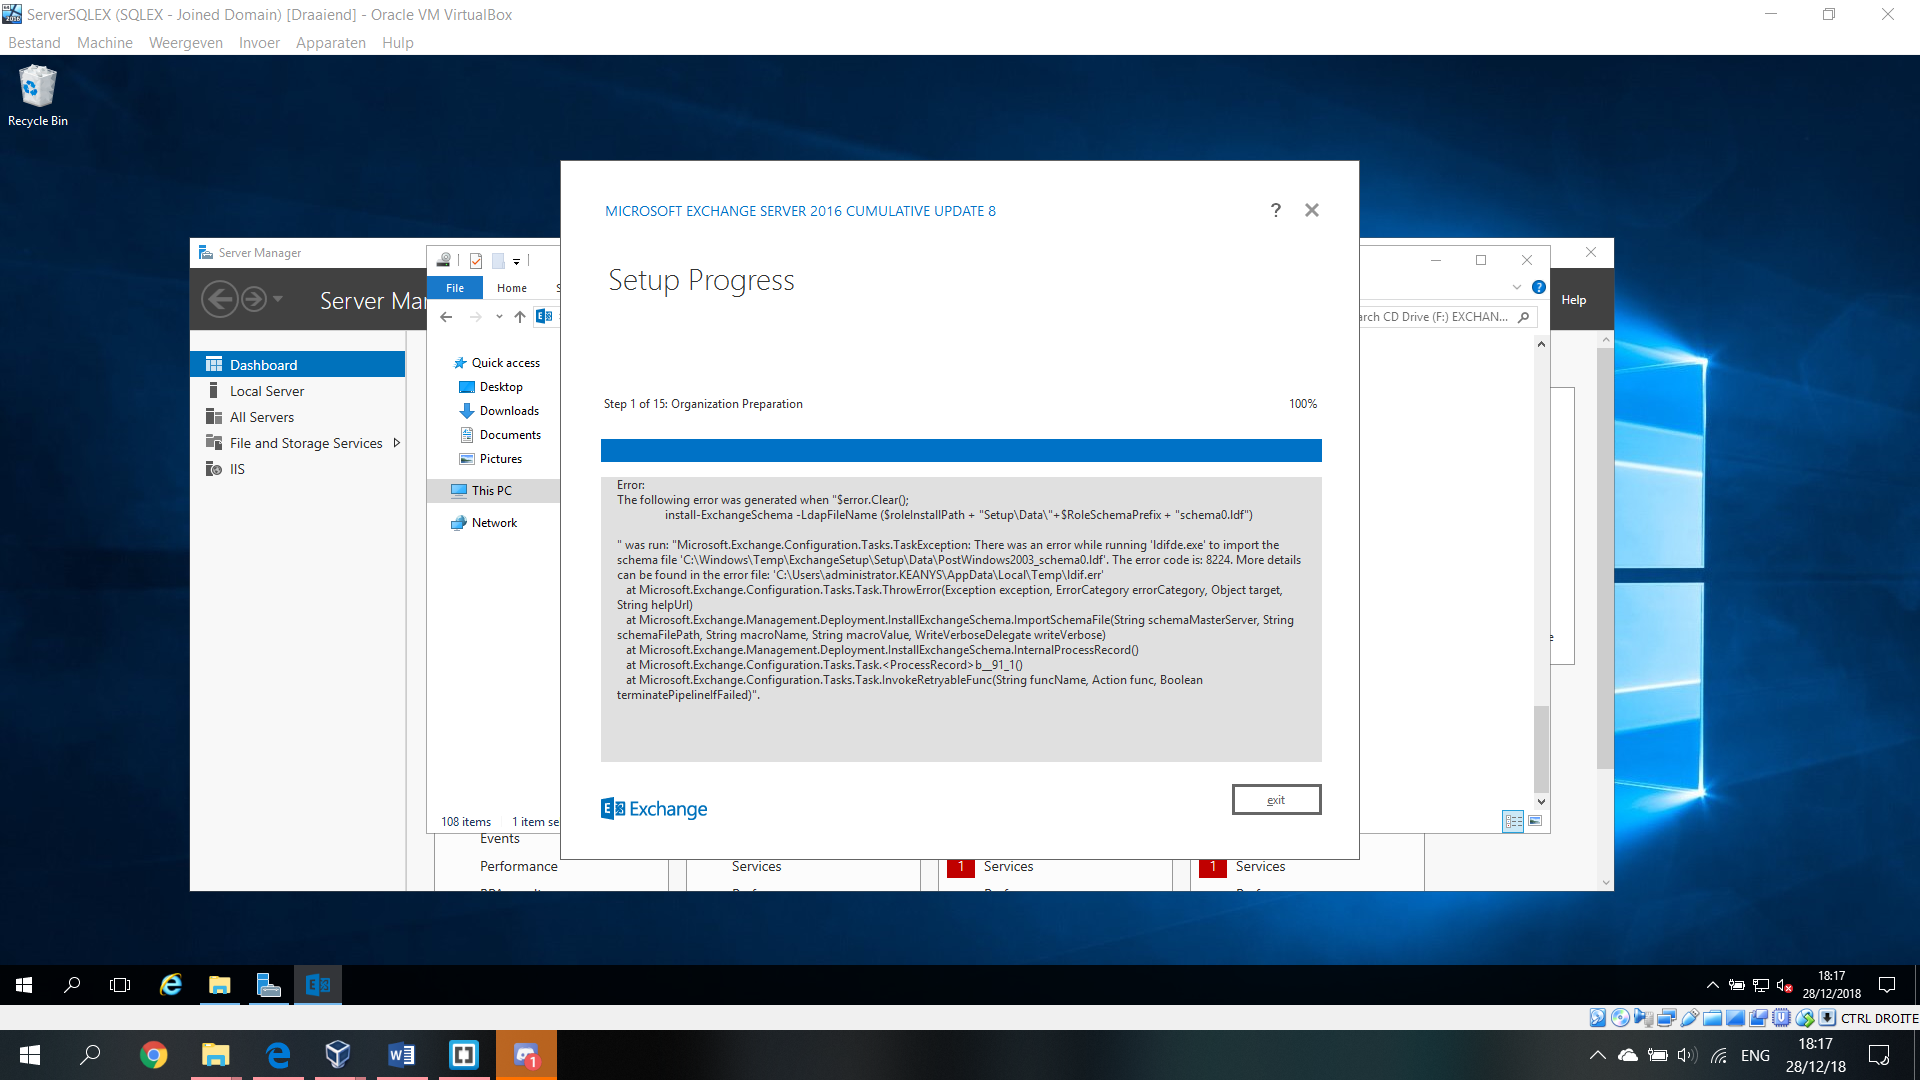 ServerSQLEX (SQLEX - Joined Domain) [Draaiend] - Oracle VM VirtualBox
Bestand Machine Weergeven Invoer Apparaten Hulp
Recycle Bin
Server Manager
Server Mar
Help
Dashboard
Local Server
All Servers
File and Storage Services
IIS
File Home
arch CD Drive (F:) EXCHAN...
Quick access
Desktop
Downloads
Documents
Pictures
This PC
Network
108 items 1 item se
MICROSOFT EXCHANGE SERVER 2016 CUMULATIVE UPDATE 8
?
Setup Progress
Step 1 of 15: Organization Preparation 100%
Error:
The following error was generated when "$error.Clear();
install-ExchangeSchema -LdapFileName ($roleInstallPath + "Setup\Data\"+$RoleSchemaPrefix + "schema0.ldf")
" was run: "Microsoft.Exchange.Configuration.Tasks.TaskException: There was an error while running 'ldifde.exe' to import the
schema file 'C:\Windows\Temp\ExchangeSetup\Setup\Data\PostWindows2003_schema0.ldf'. The error code is: 8224. More details
can be found in the error file: 'C:\Users\administrator.KEANYS\AppData\Local\Temp\ldif.err'
at Microsoft.Exchange.Configuration.Tasks.Task.ThrowError(Exception exception, ErrorCategory errorCategory, Object target,
String helpUrl)
at Microsoft.Exchange.Management.Deployment.InstallExchangeSchema.ImportSchemaFile(String schemaMasterServer, String
schemaFilePath, String macroName, String macroValue, WriteVerboseDelegate writeVerbose)
at Microsoft.Exchange.Management.Deployment.InstallExchangeSchema.InternalProcessRecord()
at Microsoft.Exchange.Configuration.Tasks.Task.<ProcessRecord>b__91_1()
at Microsoft.Exchange.Configuration.Tasks.Task.InvokeRetryableFunc(String funcName, Action func, Boolean
terminatePipelineIfFailed)".
Exchange
exit
Events
Performance
Services
1 Services
1 Services
18:17
28/12/2018
CTRL DROITE
1
ENG
18:17
28/12/18